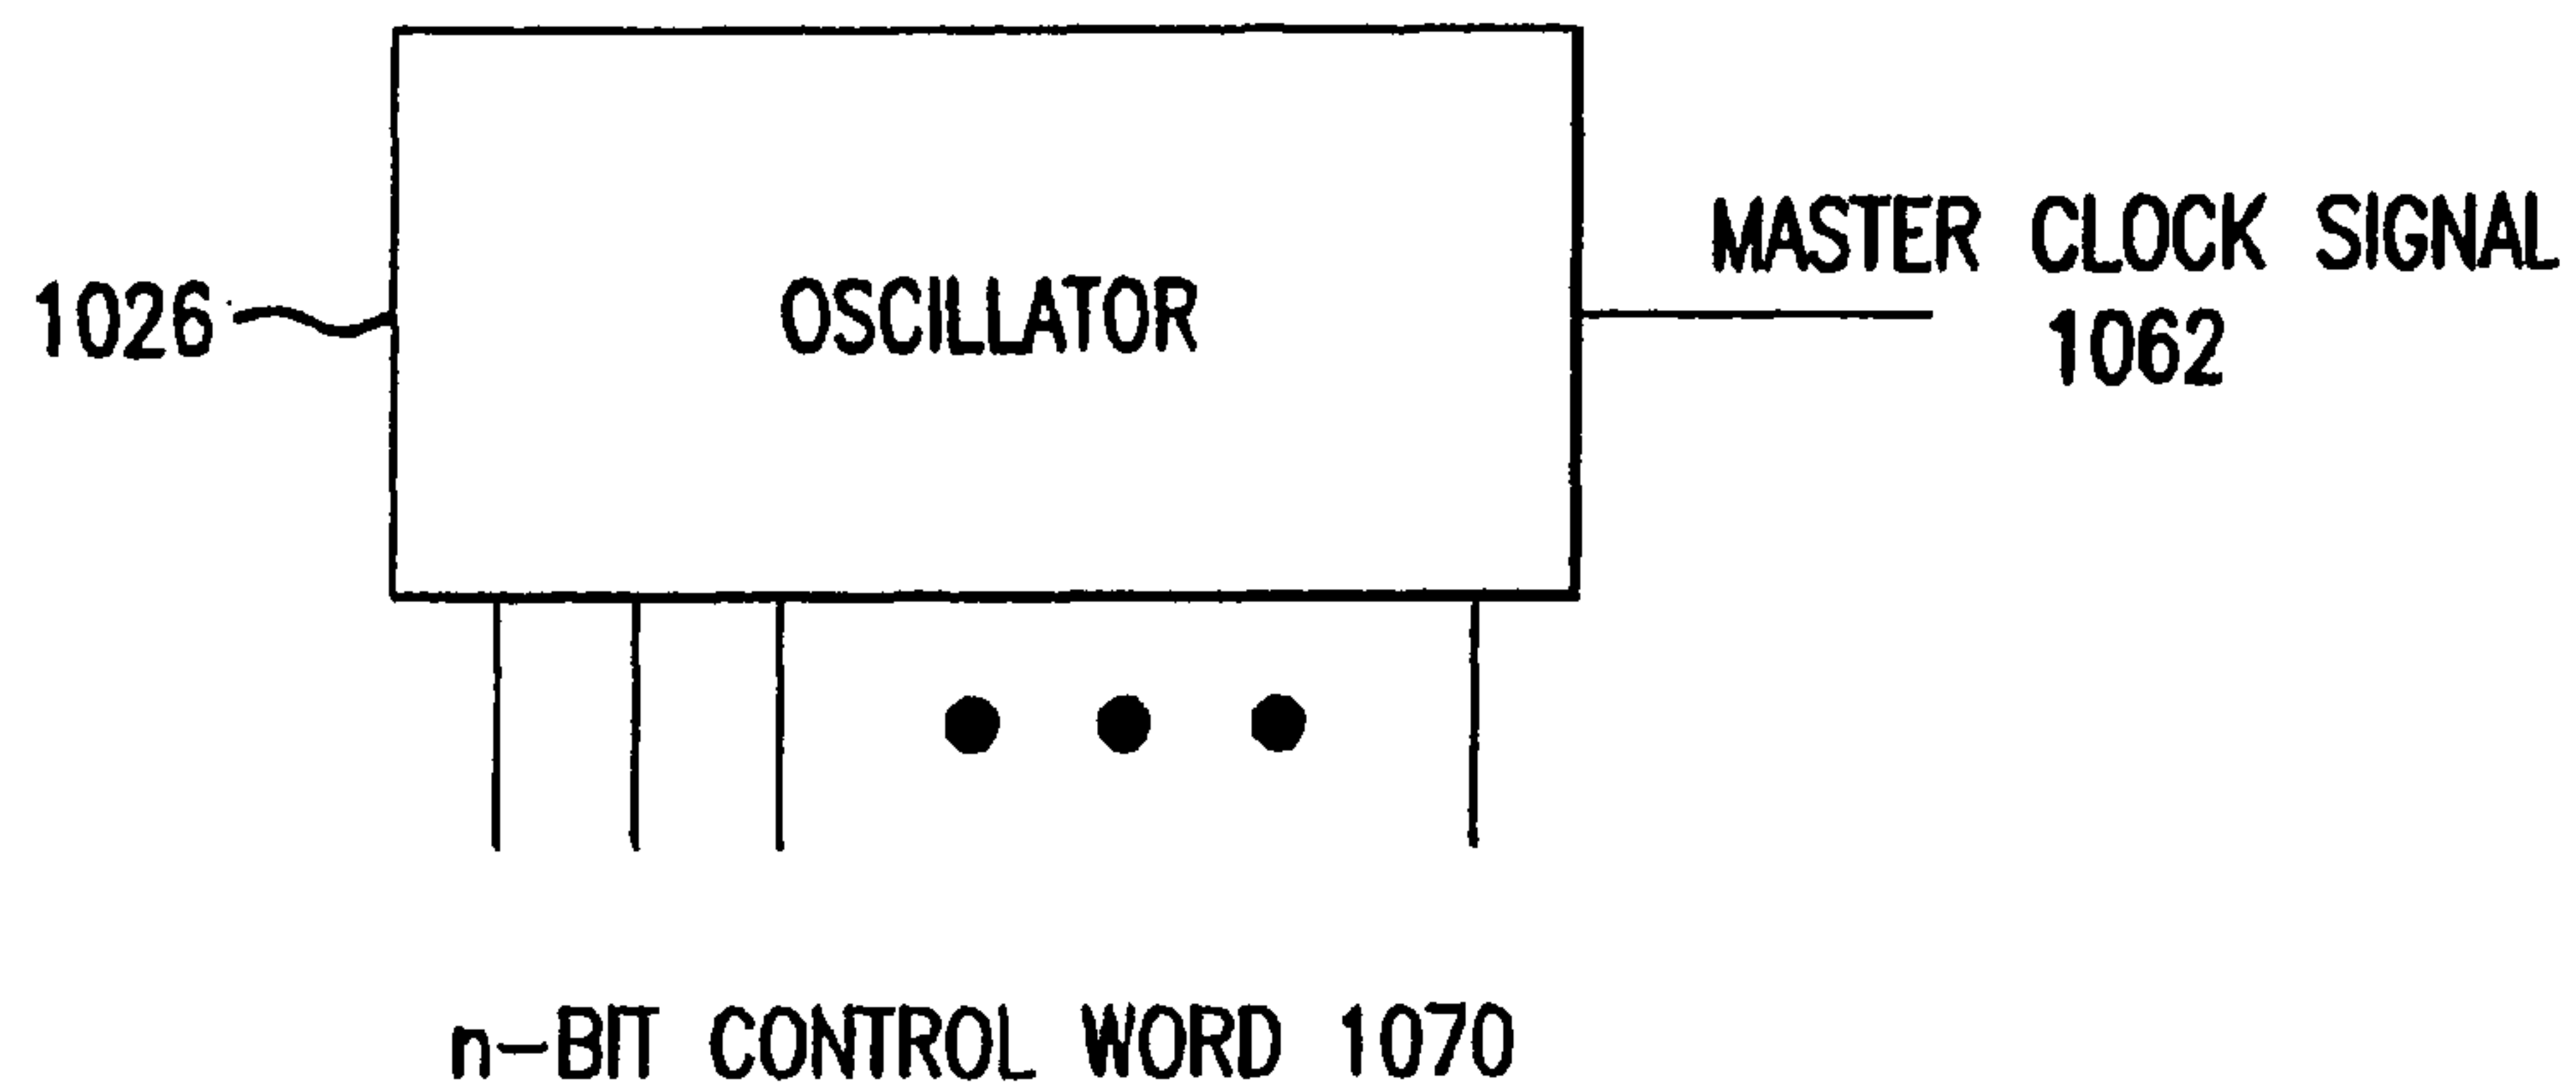 MASTER CLOCK SIGNAL
1026
OSCILLATOR
1062
n-BIT CONTROL WORD 1070